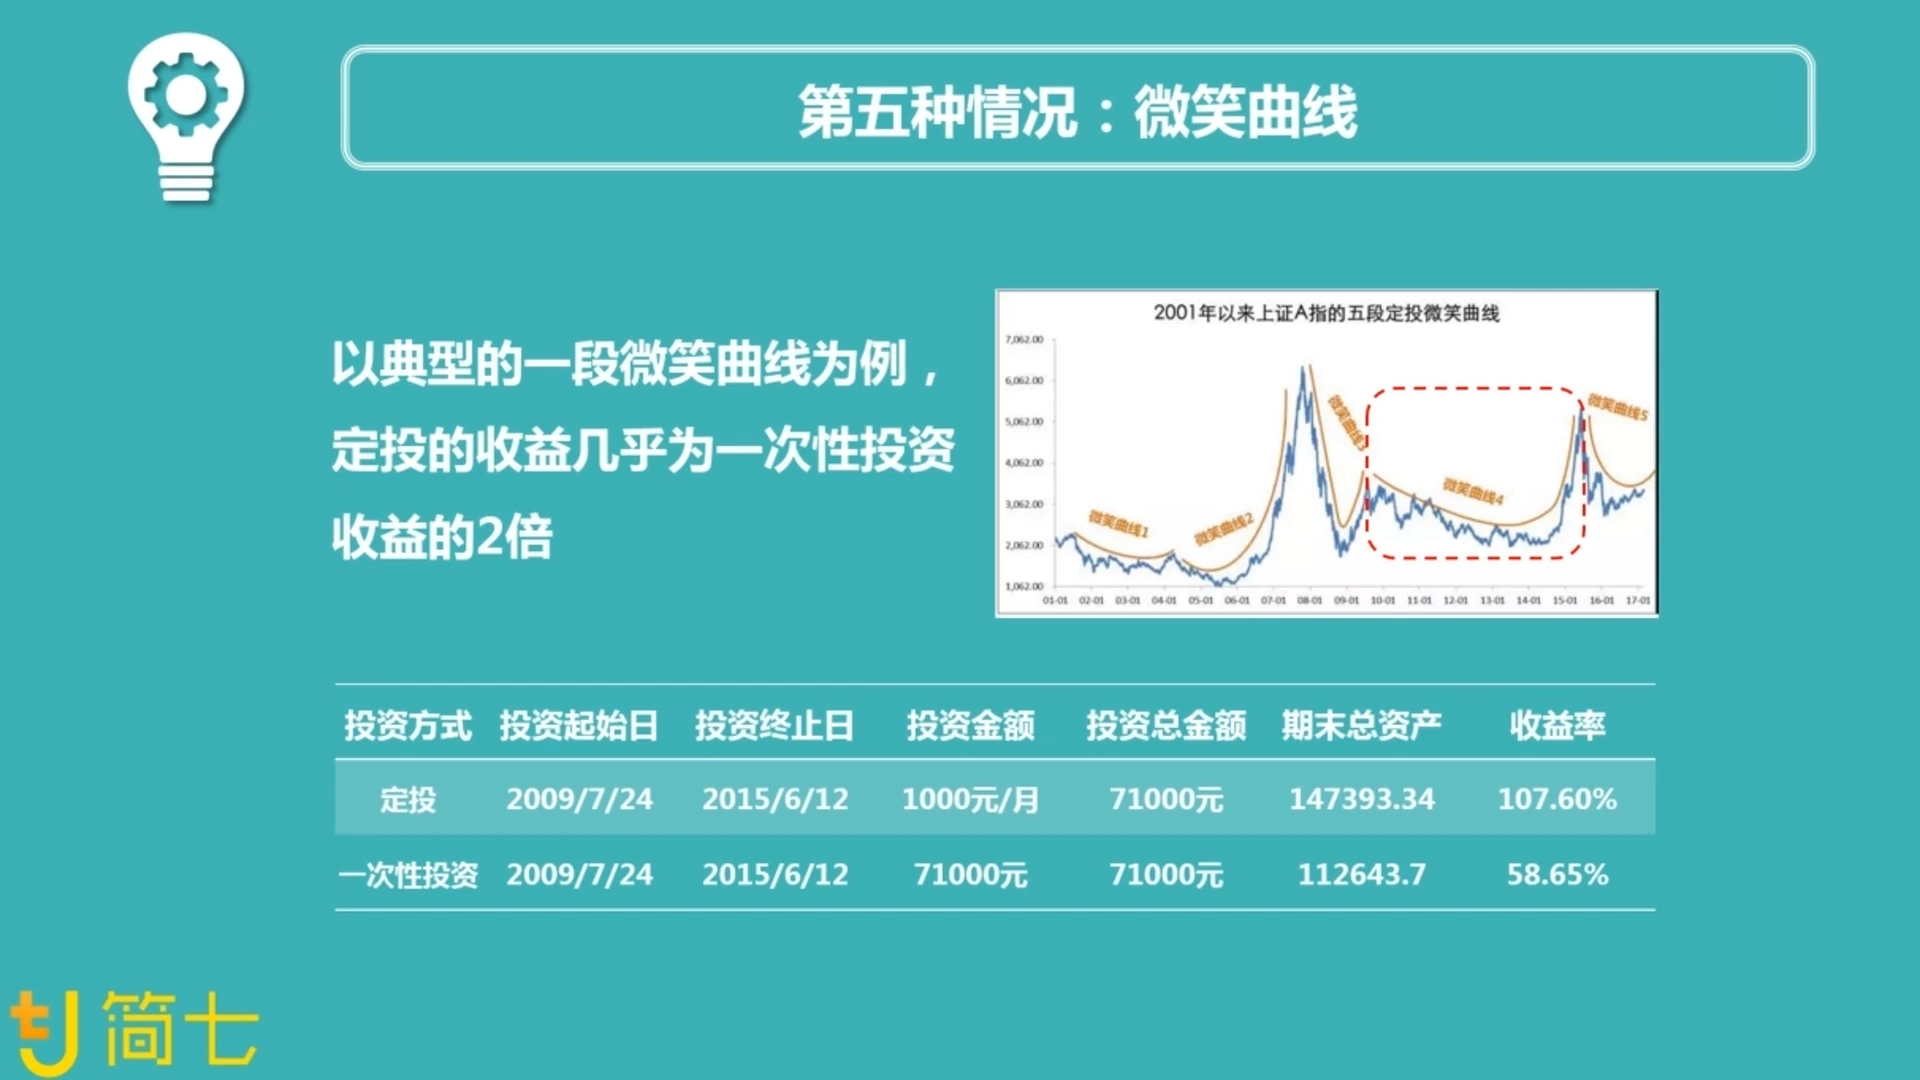 第五种情况：微笑曲线
以典型的一段微笑曲线为例，
定投的收益几乎为一次性投资
收益的2倍
2001年以来上证A指的五段定投微笑曲线
7,062.00
6,062.00
5,062.00
4,062.00
3,062.00
2,062.00
1,062.00
微笑曲线1
微笑曲线2
微笑曲线3
微笑曲线4
微笑曲线5
01-01 02-01 03-01 04-01 05-01 06-01 07-01 08-01 09-01 10-01 11-01 12-01 13-01 14-01 15-01 16-01 17-01
投资方式 投资起始日 投资终止日 投资金额 投资总金额 期末总资产 收益率
定投 2009/7/24 2015/6/12 1000元/月 71000元 147393.34 107.60%
一次性投资 2009/7/24 2015/6/12 71000元 71000元 112643.7 58.65%
简七